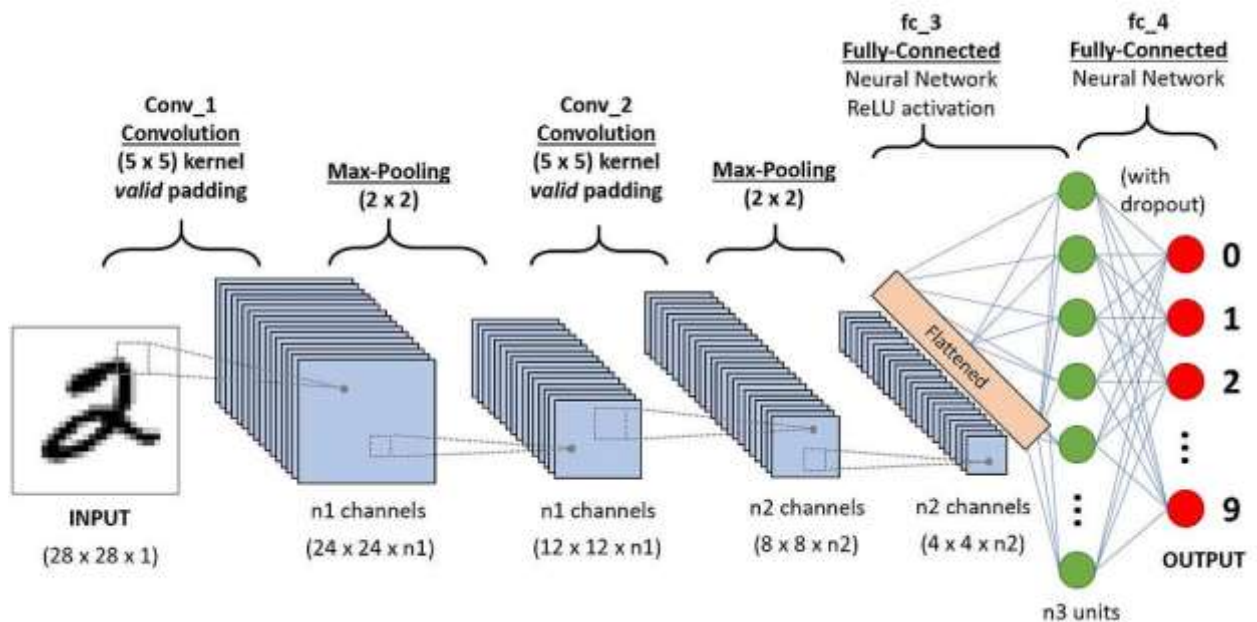 Conv_1
Convolution
(5 x 5) kernel
valid padding
Max-Pooling
(2 x 2)
Conv_2
Convolution
(5 x 5) kernel
valid padding
Max-Pooling
(2 x 2)
fc_3
Fully-Connected
Neural Network
ReLU activation
fc_4
Fully-Connected
Neural Network
(with
dropout)
Flattened
0
1
2
9
INPUT
(28 x 28 x 1)
n1 channels
(24 x 24 x n1)
n1 channels
(12 x 12 x n1)
n2 channels
(8 x 8 x n2)
n2 channels
(4 x 4 x n2)
n3 units
OUTPUT
2